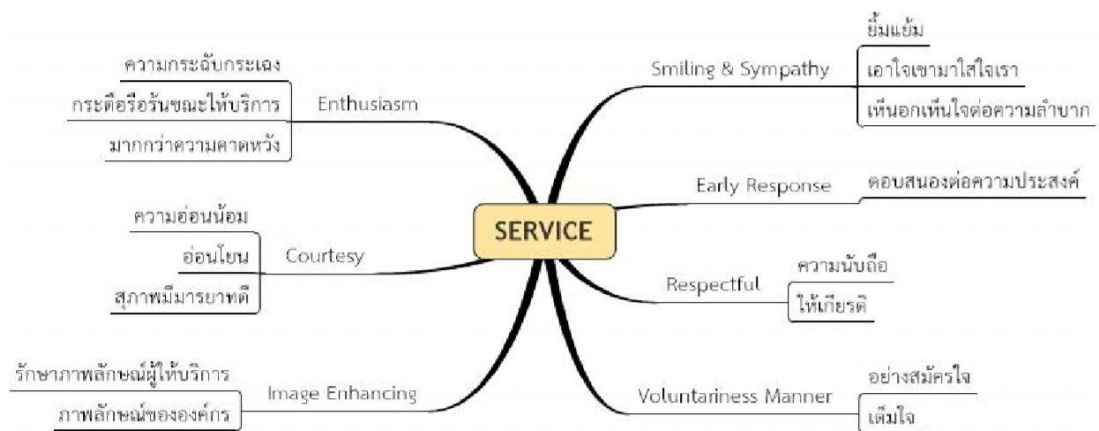 SERVICE
Smiling & Sympathy
ยิ้มแย้ม
เอาใจเขามาใส่ใจเรา
เห็นอกเห็นใจต่อความลำบาก
Early Response
ตอบสนองต่อความประสงค์
Respectful
ความนับถือ
ให้เกียรติ
Voluntariness Manner
อย่างสมัครใจ
เต็มใจ
Image Enhancing
รักษาภาพลักษณ์ผู้ให้บริการ
ภาพลักษณ์ขององค์กร
Courtesy
ความอ่อนน้อม
อ่อนโยน
สุภาพมีมารยาทดี
Enthusiasm
ความกระฉับกระเฉง
กระตือรือร้นขณะให้บริการ
มากกว่าความคาดหวัง